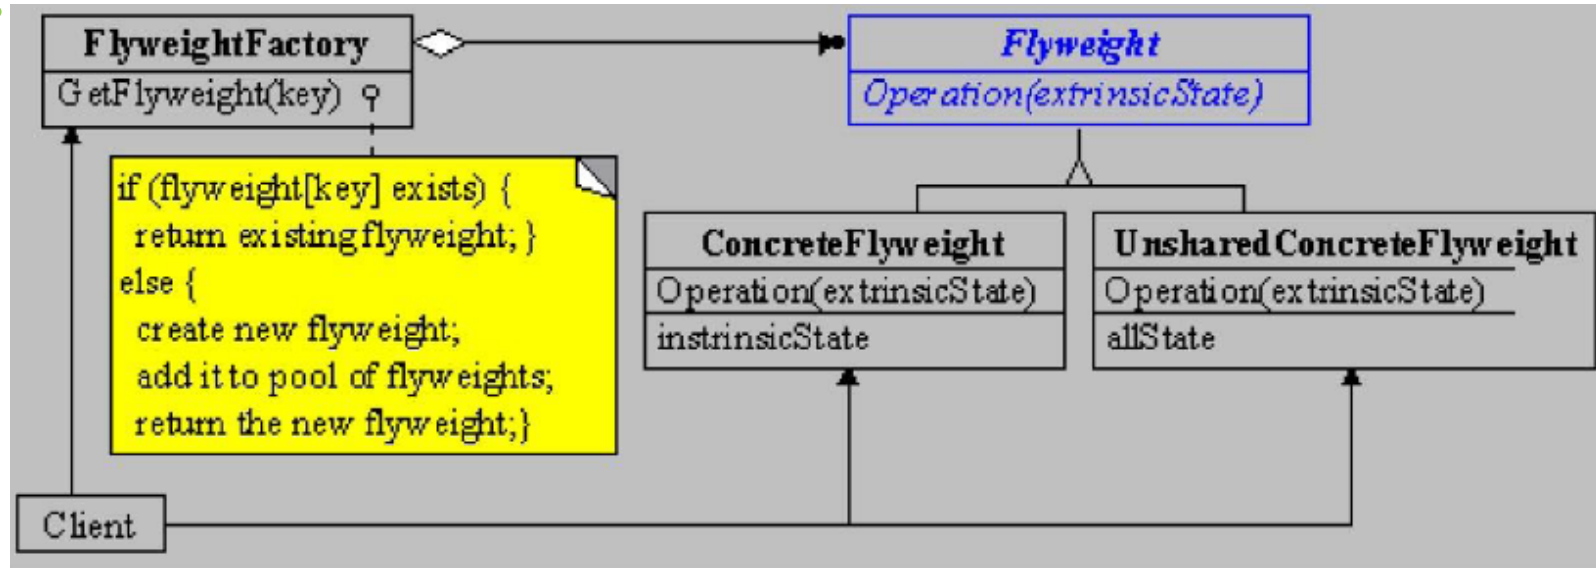 FlyweightFactory
GetFlyweight(key)
Flyweight
Operation(extrinsicState)
if (flyweight[key] exists) {
return existing flyweight; }
else {
create new flyweight;
add it to pool of flyweights;
return the new flyweight;}
ConcreteFlyweight
Operation(extrinsicState)
instrinsicState
UnsharedConcreteFlyweight
Operation(extrinsicState)
allState
Client